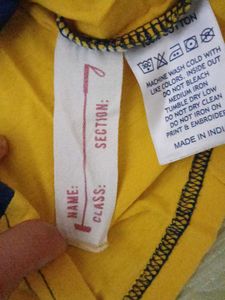 NAME:
CLASS:
SECTION:
COTTON
MACHINE WASH COLD WITH
LIKE COLORS. INSIDE OUT
DO NOT BLEACH
MEDIUM IRON
TUMBLE DRY LOW
DO NOT DRY CLEAN
DO NOT IRON ON
PRINT & EMBROIDERY
MADE IN INDIA